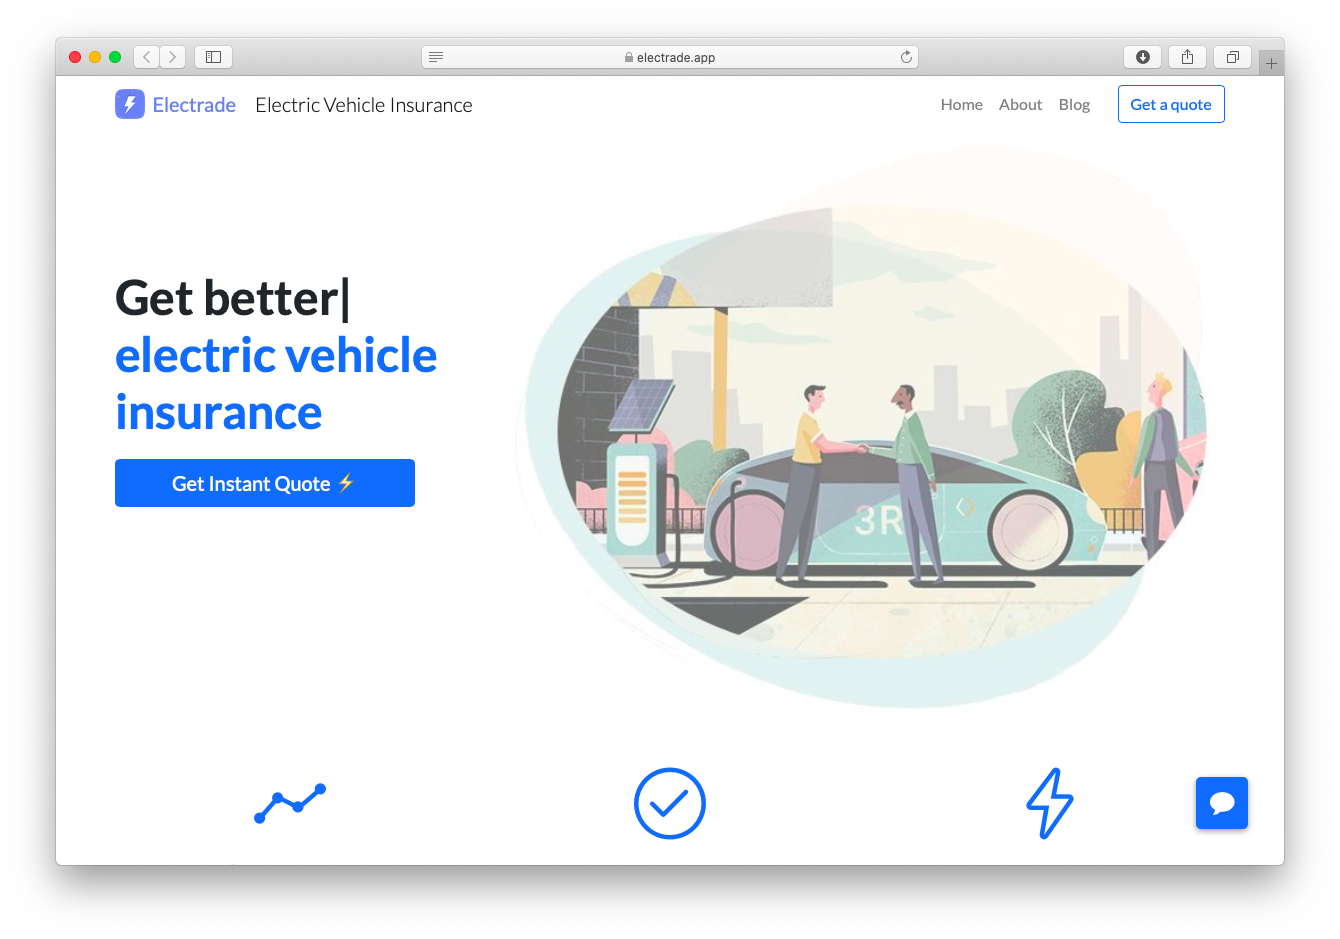 electrade.app
Electrade Electric Vehicle Insurance
Home About Blog Get a quote
Get better|
electric vehicle
insurance
Get Instant Quote ⚡
3R